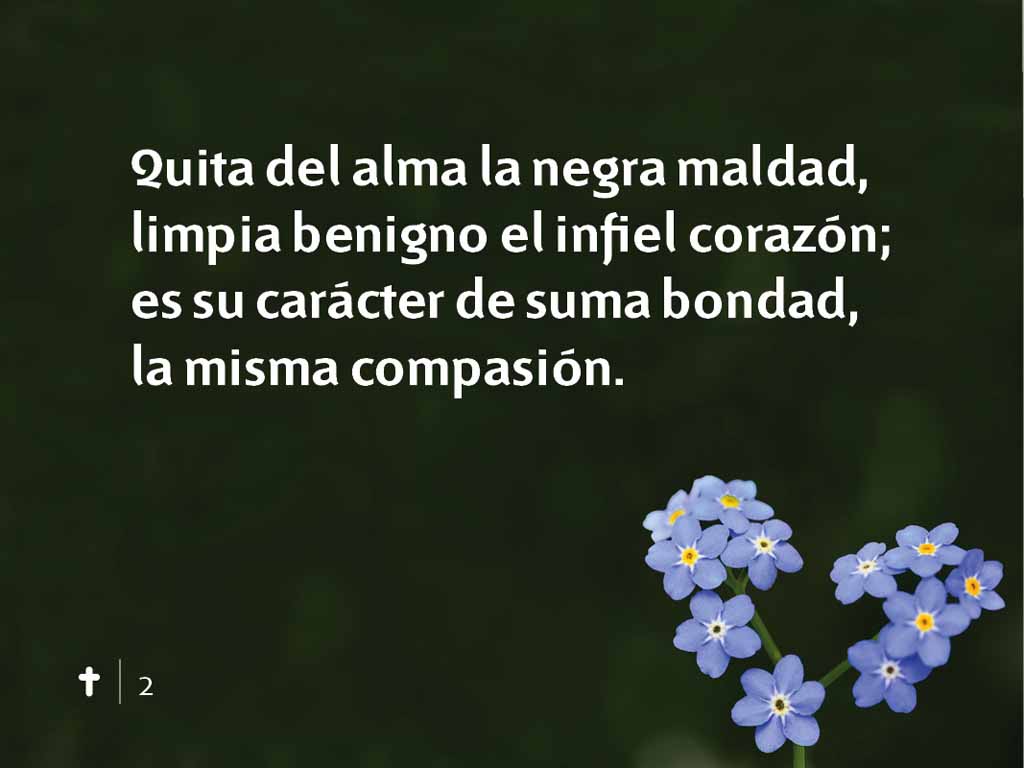 Quita del alma la negra maldad,
limpia benigno el infiel corazón;
es su carácter de suma bondad,
la misma compasión.
2